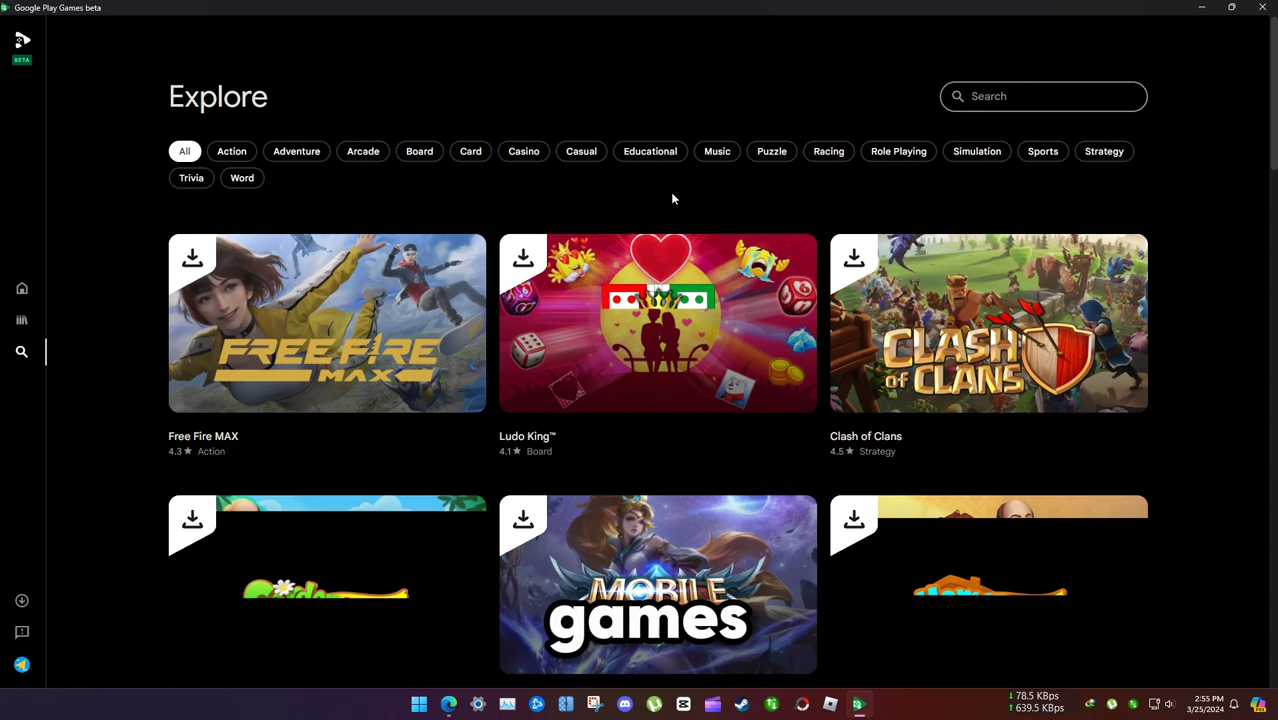 Google Play Games beta
BETA
Explore
Search
All Action Adventure Arcade Board Card Casino Casual Educational Music Puzzle Racing Role Playing Simulation Sports Strategy
Trivia Word
FREE FIRE
MAX
CLASH
of CLANS
Free Fire MAX
4.3★ Action
Ludo King™
4.1★ Board
Clash of Clans
4.5★ Strategy
MOBILE
games
↓ 78.5 KBps
↑ 639.5 KBps
2:55 PM
3/25/2024